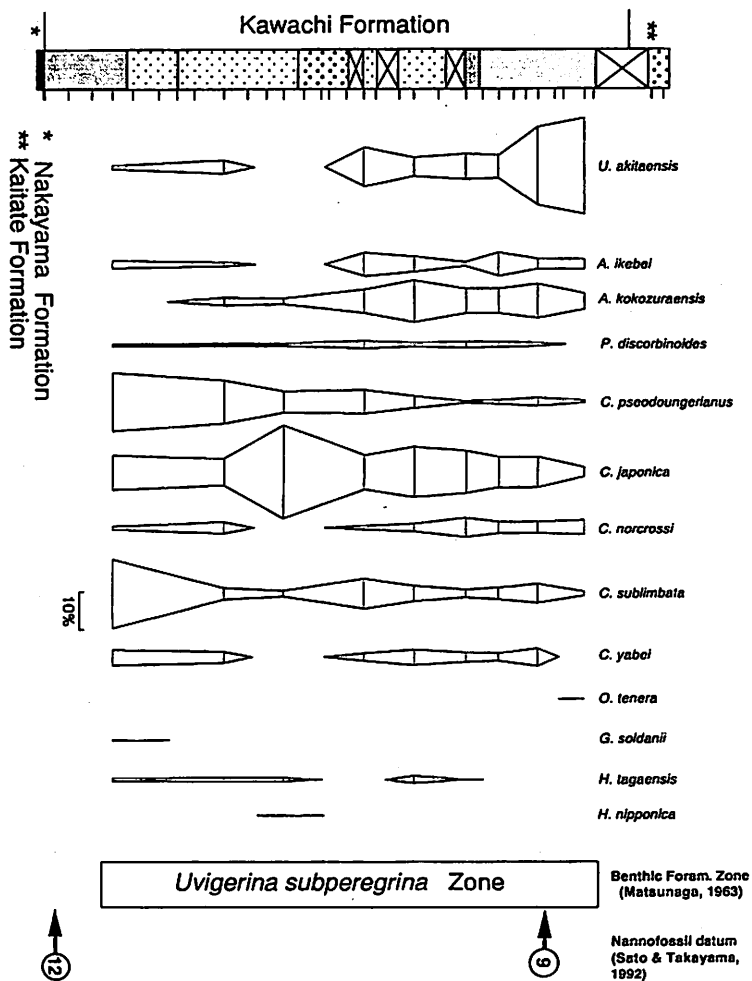 Kawachi Formation
*
**
* Nakayama Formation
** Kaitate Formation
U. akitaensis
A. ikebei
A. kokozuraensis
P. discorbinoides
C. pseudoungerianus
C. japonica
C. norcrossi
C. sublimbata
10%
C. yabei
O. tenera
G. soldanii
H. tagaensis
H. nipponica
Uvigerina subperegrina Zone
Benthic Foram. Zone
(Matsunaga, 1963)
Nannofossil datum
(Sato & Takayama,
1992)
12
9